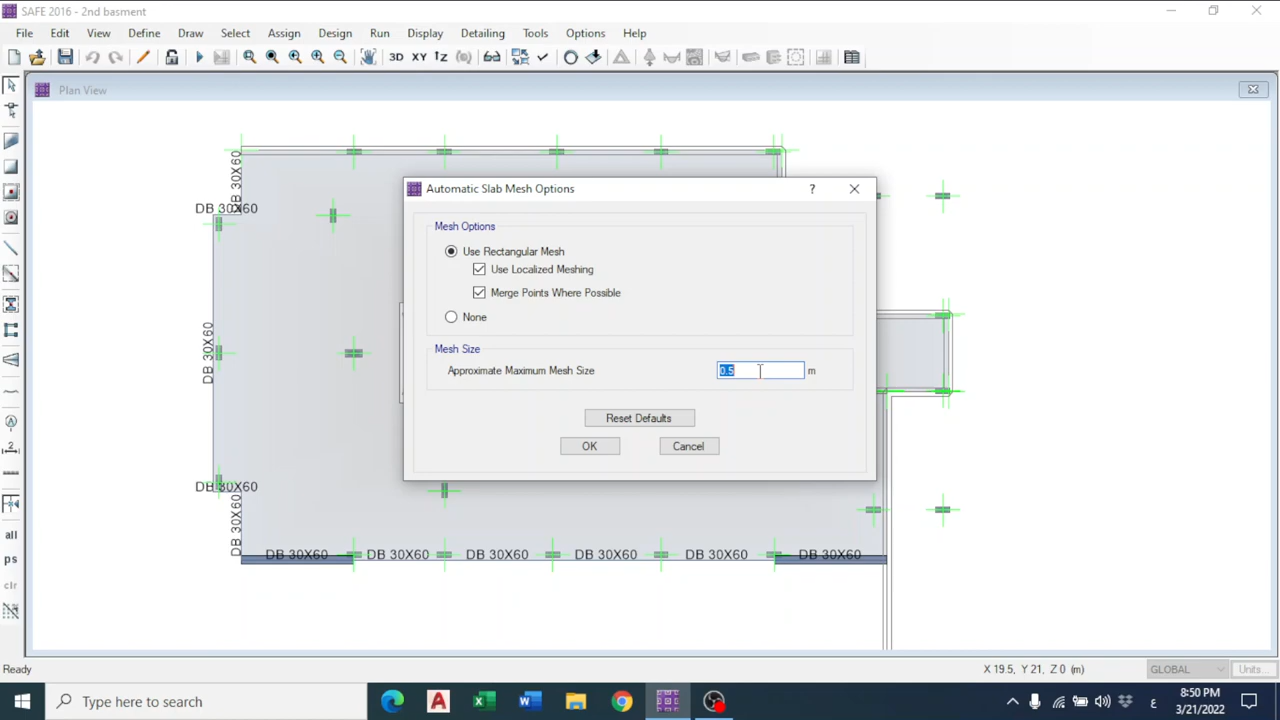 SAFE 2016 - 2nd basment
File Edit View Define Draw Select Assign Design Run Display Detailing Tools Options Help
3D XY
Plan View
DB 30X60
30X60
Automatic Slab Mesh Options
?
Mesh Options
Use Rectangular Mesh
Use Localized Meshing
Merge Points Where Possible
None
Mesh Size
Approximate Maximum Mesh Size 0.5 m
Reset Defaults
OK Cancel
DB 30X60
DB 30X60
DB 30X60
DB 30X60 DB 30X60 DB 30X60 DB 30X60 DB 30X60 DB 30X60
all
ps
clr
Ready
X 19.5, Y 21, Z 0 (m)
GLOBAL
Units...
Type here to search
ع
8:50 PM
3/21/2022